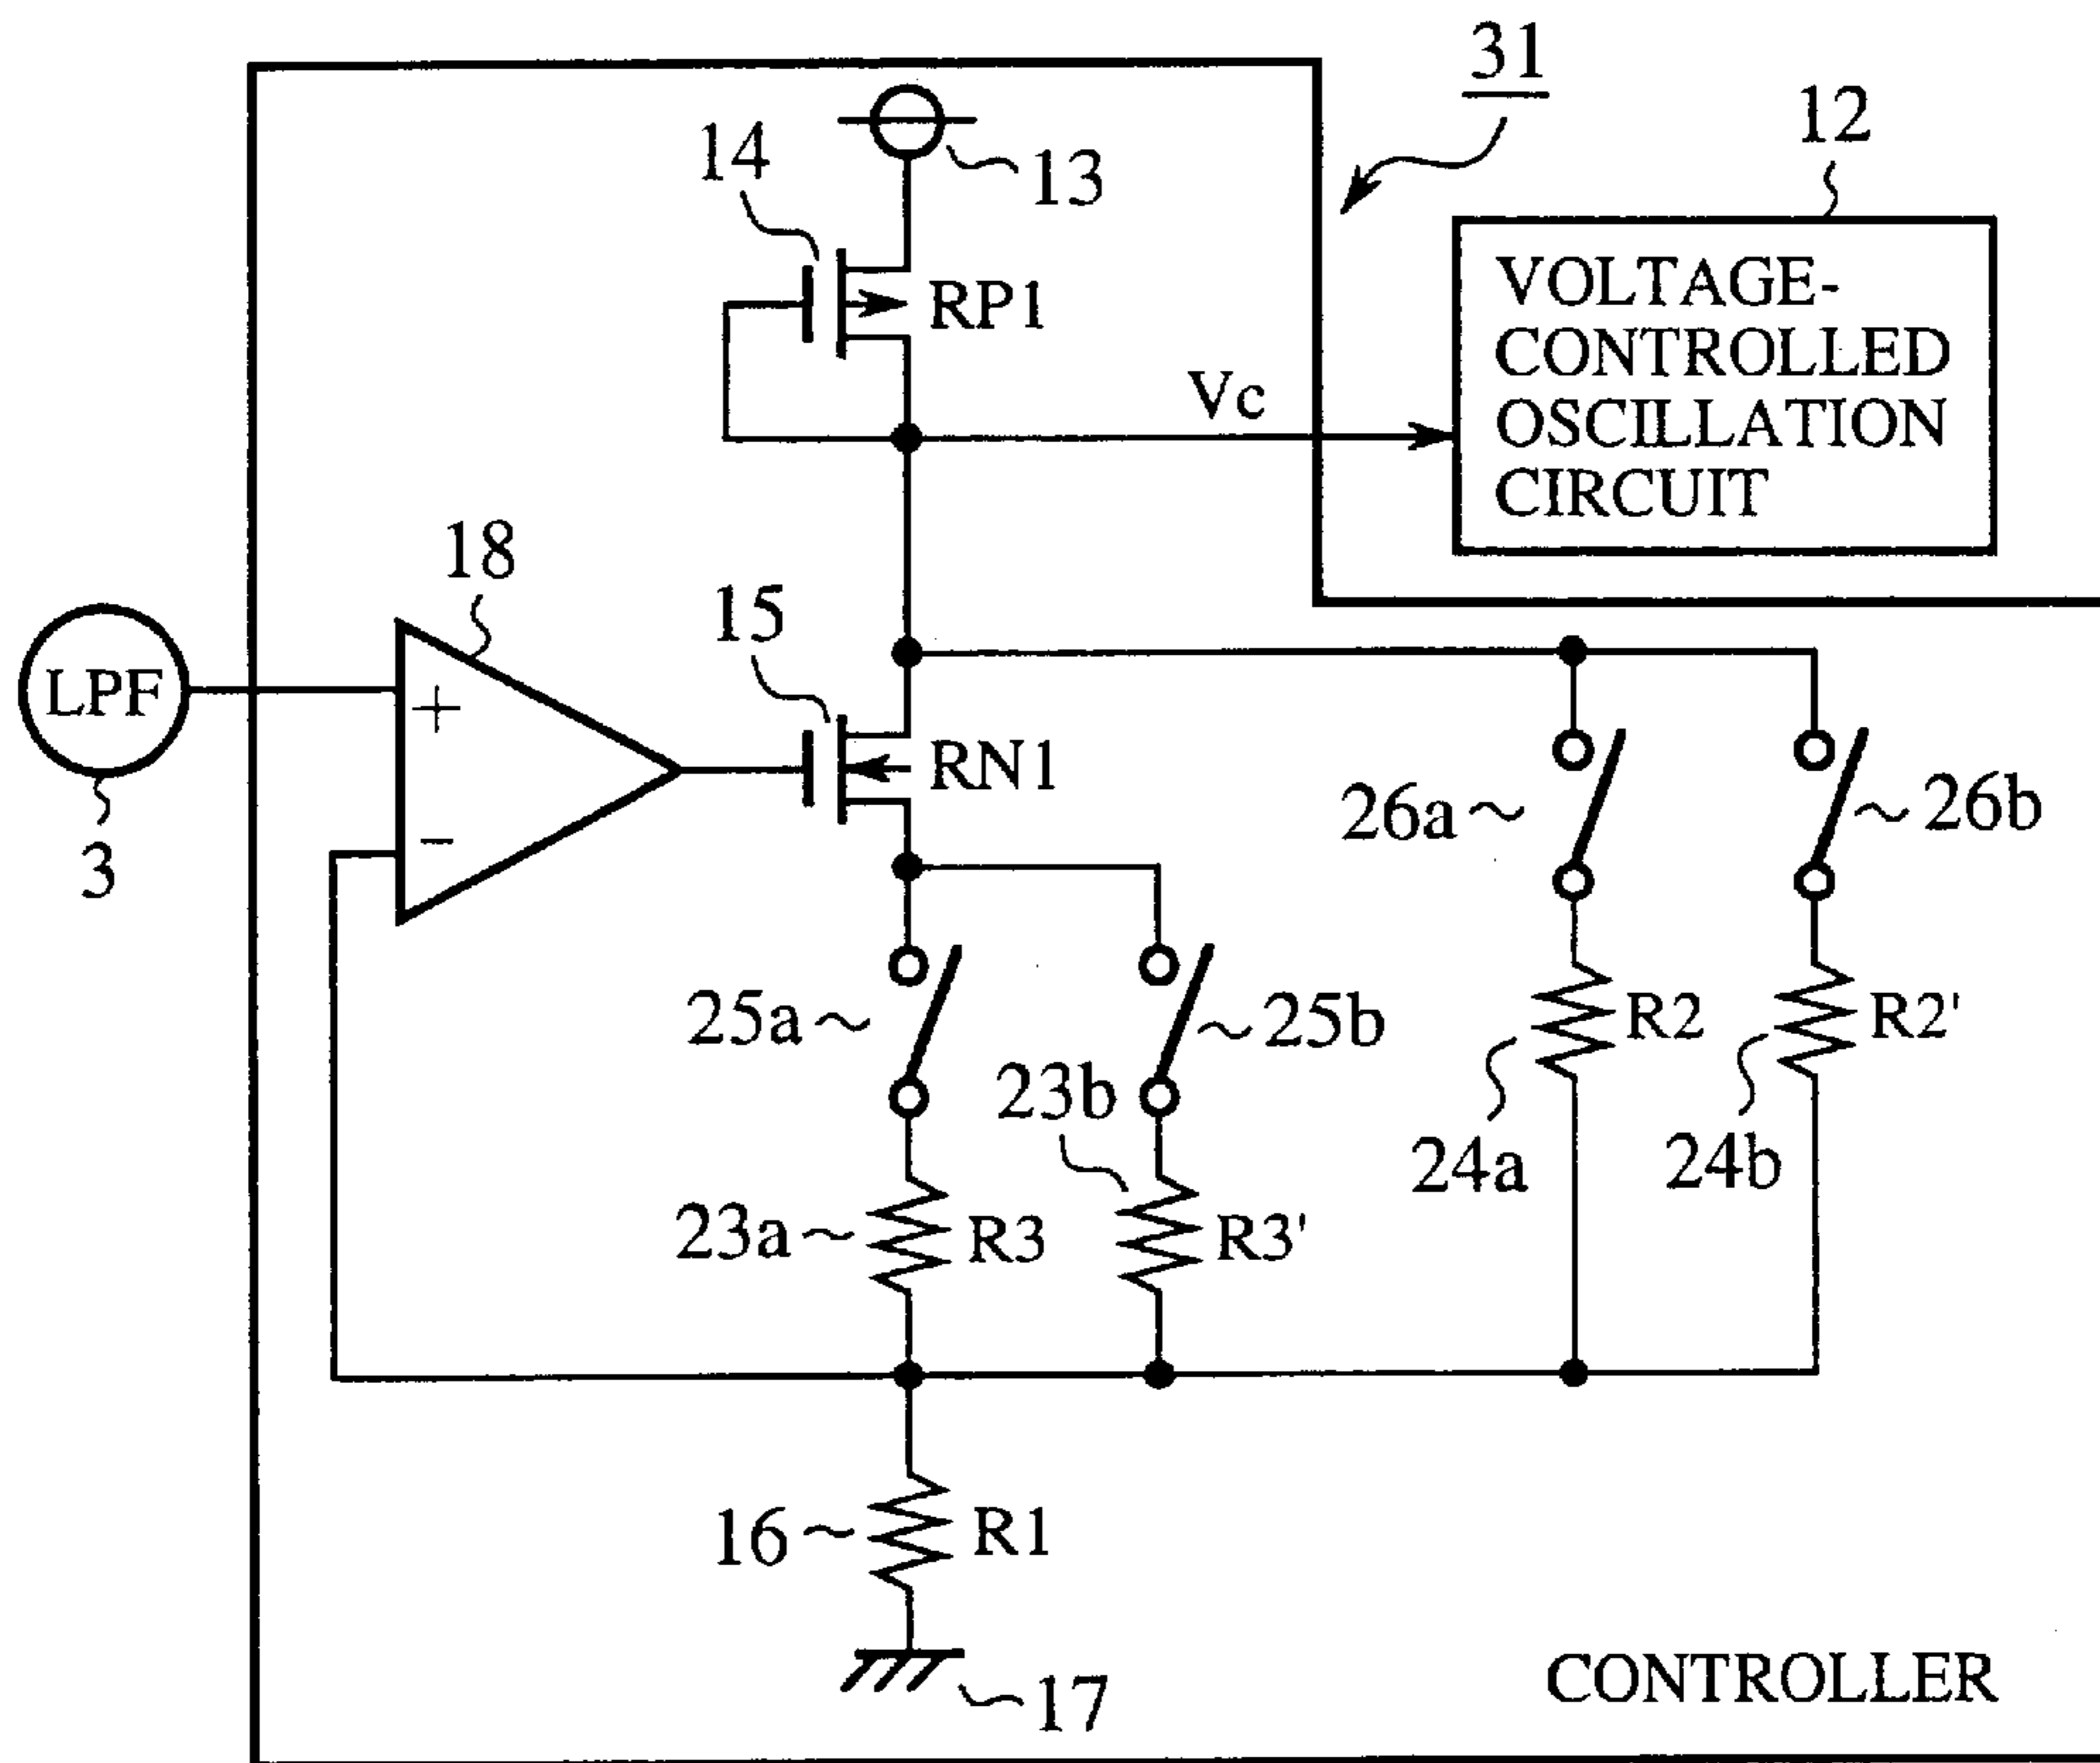 31
12
14
13
RP1
VOLTAGE-
CONTROLLED
OSCILLATION
CIRCUIT
Vc
18
15
LPF
+
RN1
26a
26b
−
3
25a
25b
R2
R2'
23b
24a
24b
23a
R3
R3'
16
R1
17
CONTROLLER